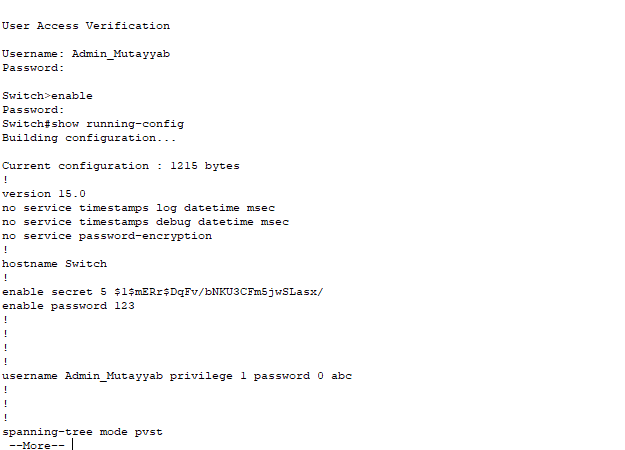 User Access Verification
Username: Admin_Mutayyab
Password:
Switch>enable
Password:
Switch#show running-config
Building configuration...
Current configuration : 1215 bytes
!
version 15.0
no service timestamps log datetime msec
no service timestamps debug datetime msec
no service password-encryption
!
hostname Switch
!
enable secret 5 $1$mERr$DqFv/bNKU3CFm5jwSLasx/
enable password 123
!
!
!
!
username Admin_Mutayyab privilege 1 password 0 abc
!
!
!
spanning-tree mode pvst
--More--